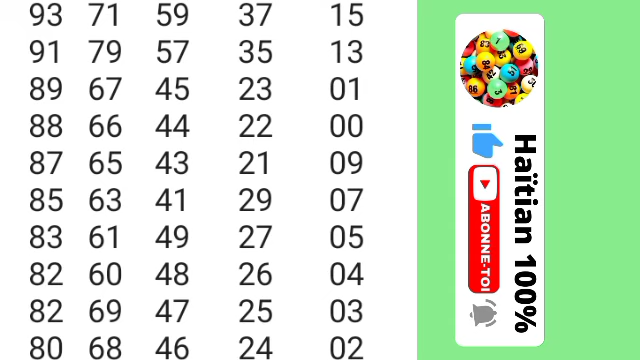 93 71 59 37 15
91 79 57 35 13
89 67 45 23 01
88 66 44 22 00
87 65 43 21 09
85 63 41 29 07
83 61 49 27 05
82 60 48 26 04
82 69 47 25 03
80 68 46 24 02
Haïtian 100%
ABONNE-TOI